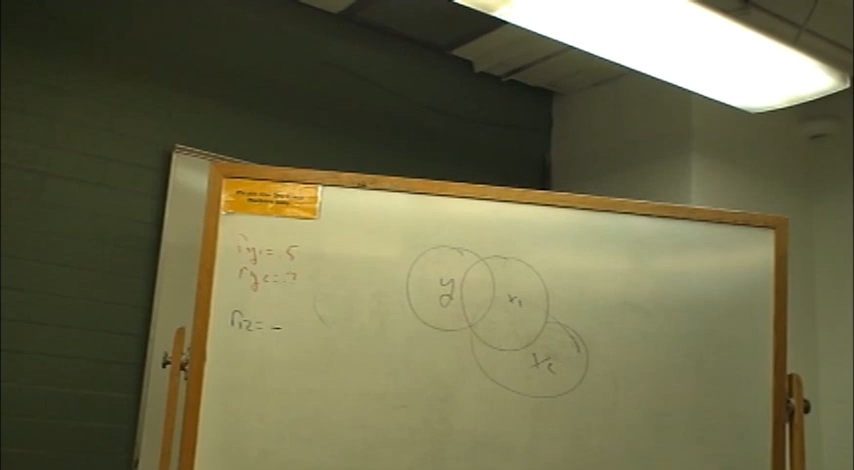 ry1 = .5
ry2 = .7
r12 = -
y
x1
x2